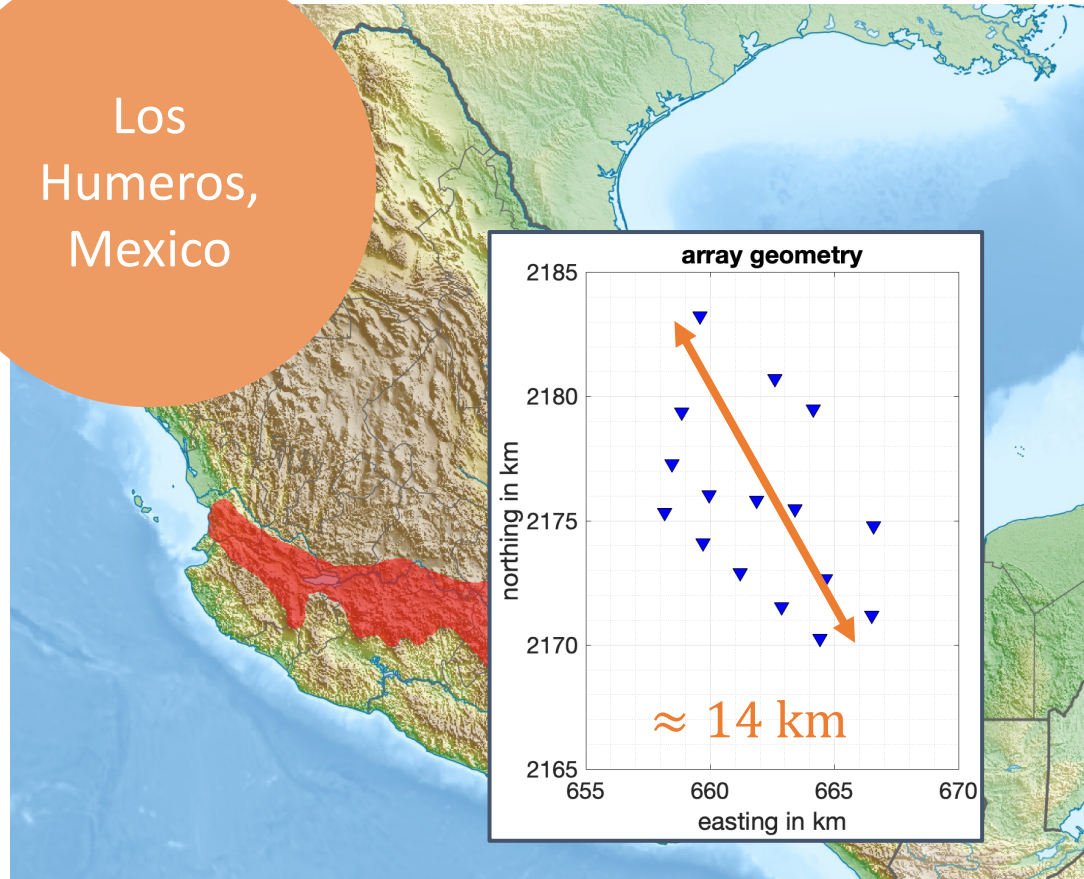 Los
Humeros,
Mexico
array geometry
2185
2180
2175
2170
2165
northing in km
≈ 14 km
655 660 665 670
easting in km